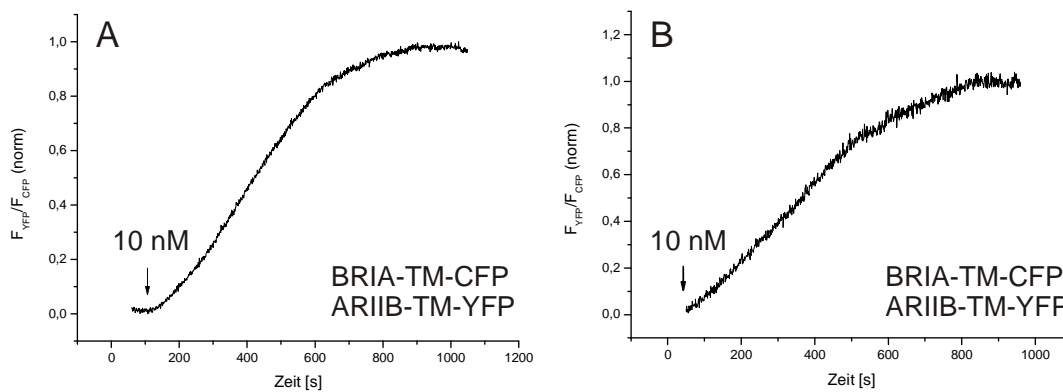 A
1,0
0,8
0,6
0,4
0,2
0,0
F_YFP/F_CFP (norm)
10 nM
BRIA-TM-CFP
ARIIB-TM-YFP
0 200 400 600 800 1000 1200
Zeit [s]
B
1,2
1,0
0,8
0,6
0,4
0,2
0,0
F_YFP/F_CFP (norm)
10 nM
BRIA-TM-CFP
ARIIB-TM-YFP
0 200 400 600 800 1000
Zeit [s]